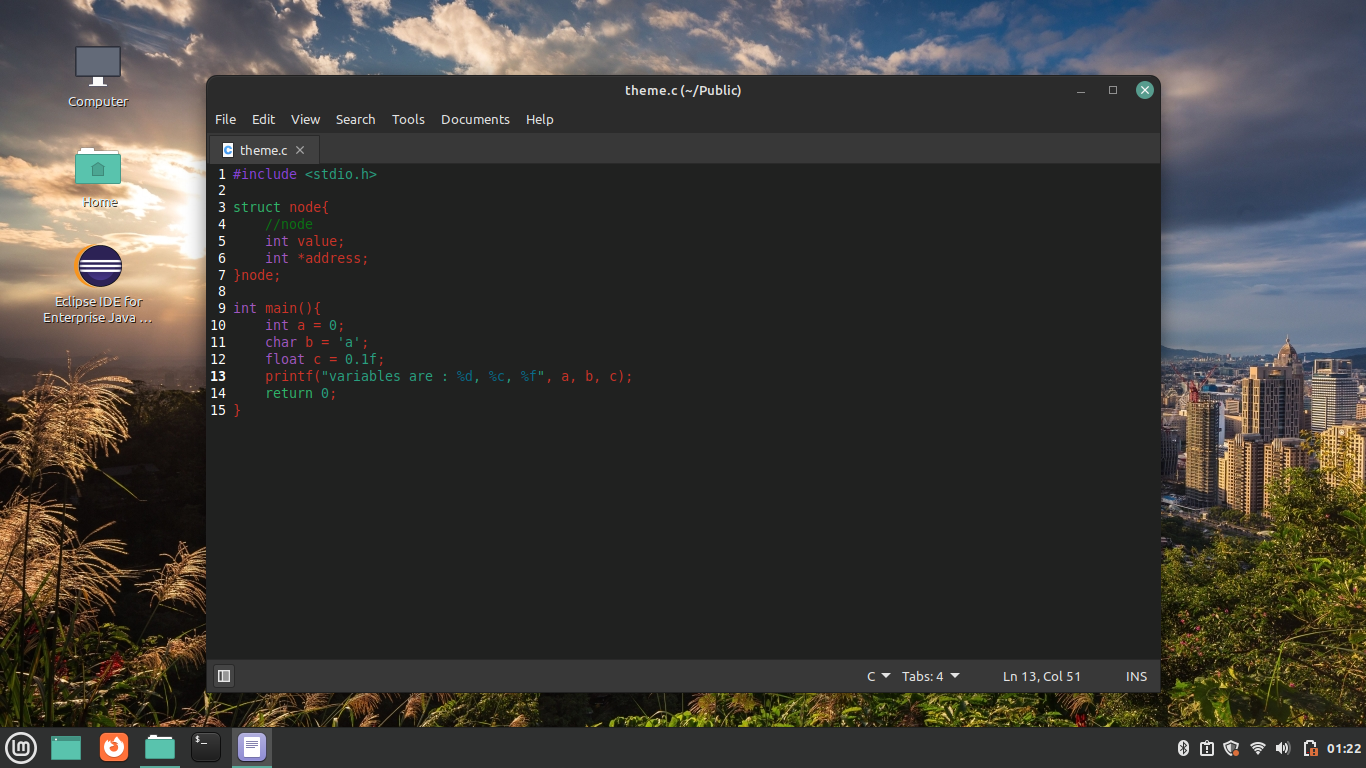 Computer
Home
Eclipse IDE for
Enterprise Java ...
theme.c (~/Public)
File Edit View Search Tools Documents Help
C theme.c
1 #include <stdio.h>
2
3 struct node{
4     //node
5     int value;
6     int *address;
7 }node;
8
9 int main(){
10     int a = 0;
11     char b = 'a';
12     float c = 0.1f;
13     printf("variables are : %d, %c, %f", a, b, c);
14     return 0;
15 }
C Tabs: 4 Ln 13, Col 51 INS
lm $_ 01:22